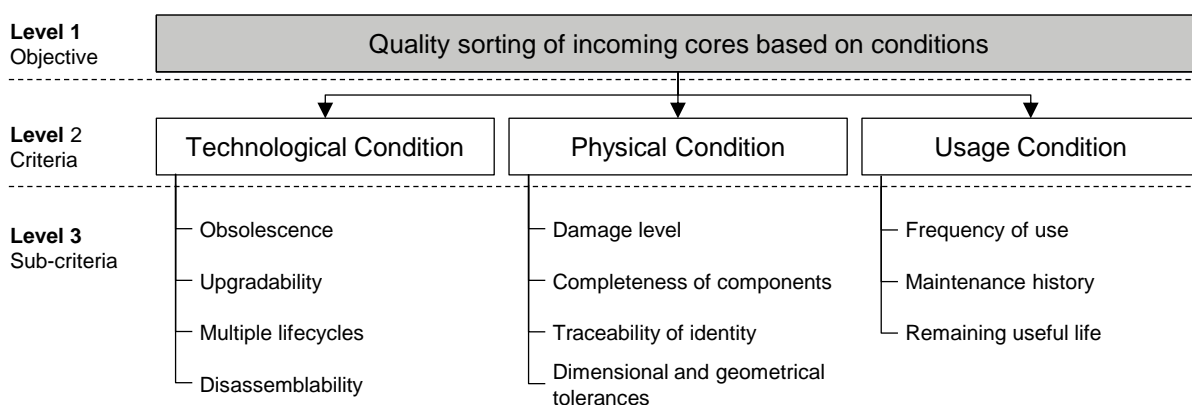 Level 1
Objective
Quality sorting of incoming cores based on conditions
Level 2
Criteria
Technological Condition
Physical Condition
Usage Condition
Level 3
Sub-criteria
Obsolescence
Upgradability
Multiple lifecycles
Disassemblability
Damage level
Completeness of components
Traceability of identity
Dimensional and geometrical
tolerances
Frequency of use
Maintenance history
Remaining useful life